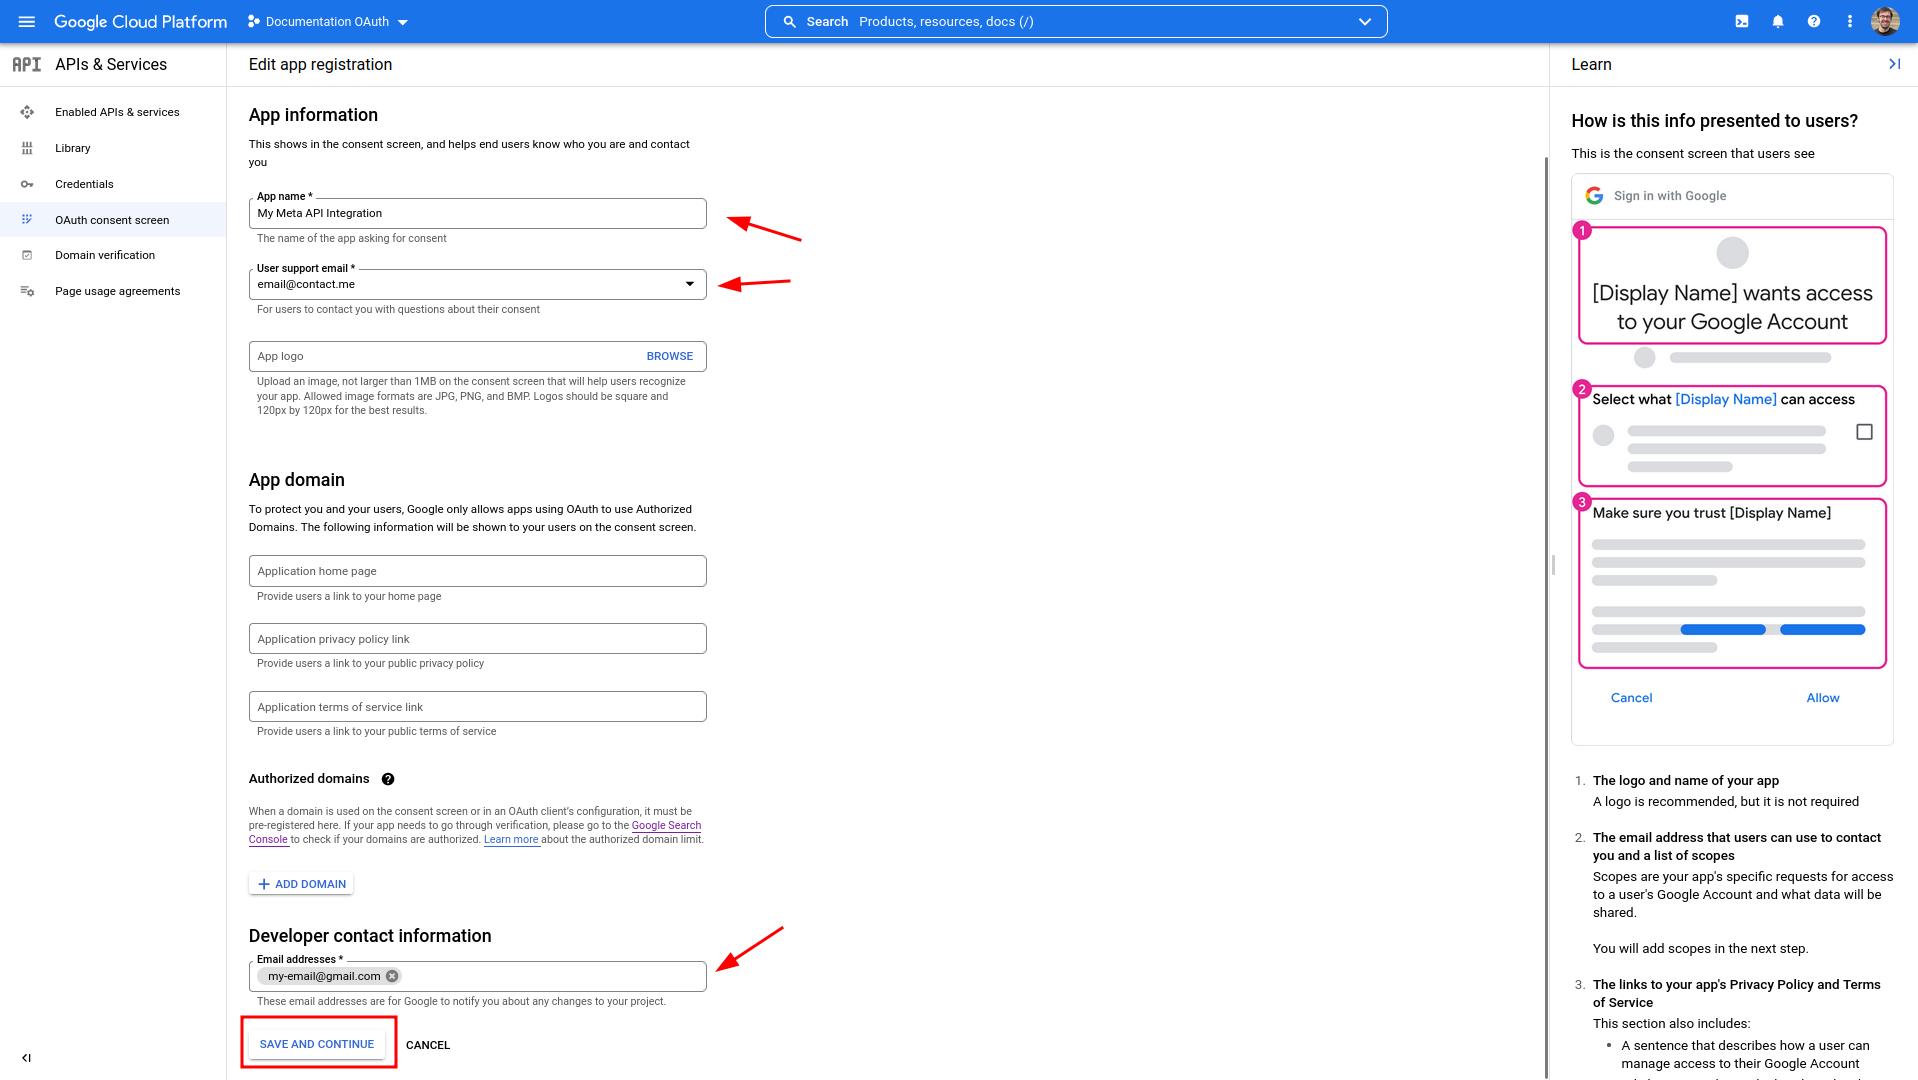 Google Cloud Platform
Documentation OAuth
Search Products, resources, docs (/)
API APIs & Services
Enabled APIs & services
Library
Credentials
OAuth consent screen
Domain verification
Page usage agreements
Edit app registration
App information
This shows in the consent screen, and helps end users know who you are and contact
you
App name *
My Meta API Integration
The name of the app asking for consent
User support email *
email@contact.me
For users to contact you with questions about their consent
App logo
BROWSE
Upload an image, not larger than 1MB on the consent screen that will help users recognize
your app. Allowed image formats are JPG, PNG, and BMP. Logos should be square and
120px by 120px for the best results.
App domain
To protect you and your users, Google only allows apps using OAuth to use Authorized
Domains. The following information will be shown to your users on the consent screen.
Application home page
Provide users a link to your home page
Application privacy policy link
Provide users a link to your public privacy policy
Application terms of service link
Provide users a link to your public terms of service
Authorized domains
When a domain is used on the consent screen or in an OAuth client's configuration, it must be
pre-registered here. If your app needs to go through verification, please go to the Google Search
Console to check if your domains are authorized. Learn more about the authorized domain limit.
+ ADD DOMAIN
Developer contact information
Email addresses *
my-email@gmail.com
These email addresses are for Google to notify you about any changes to your project.
SAVE AND CONTINUE
CANCEL
Learn
How is this info presented to users?
This is the consent screen that users see
Sign in with Google
1
[Display Name] wants access
to your Google Account
2
Select what [Display Name] can access
3
Make sure you trust [Display Name]
Cancel
Allow
1. The logo and name of your app
A logo is recommended, but it is not required
2. The email address that users can use to contact
you and a list of scopes
Scopes are your app's specific requests for access
to a user's Google Account and what data will be
shared.
You will add scopes in the next step.
3. The links to your app's Privacy Policy and Terms
of Service
This section also includes:
• A sentence that describes how a user can
manage access to their Google Account